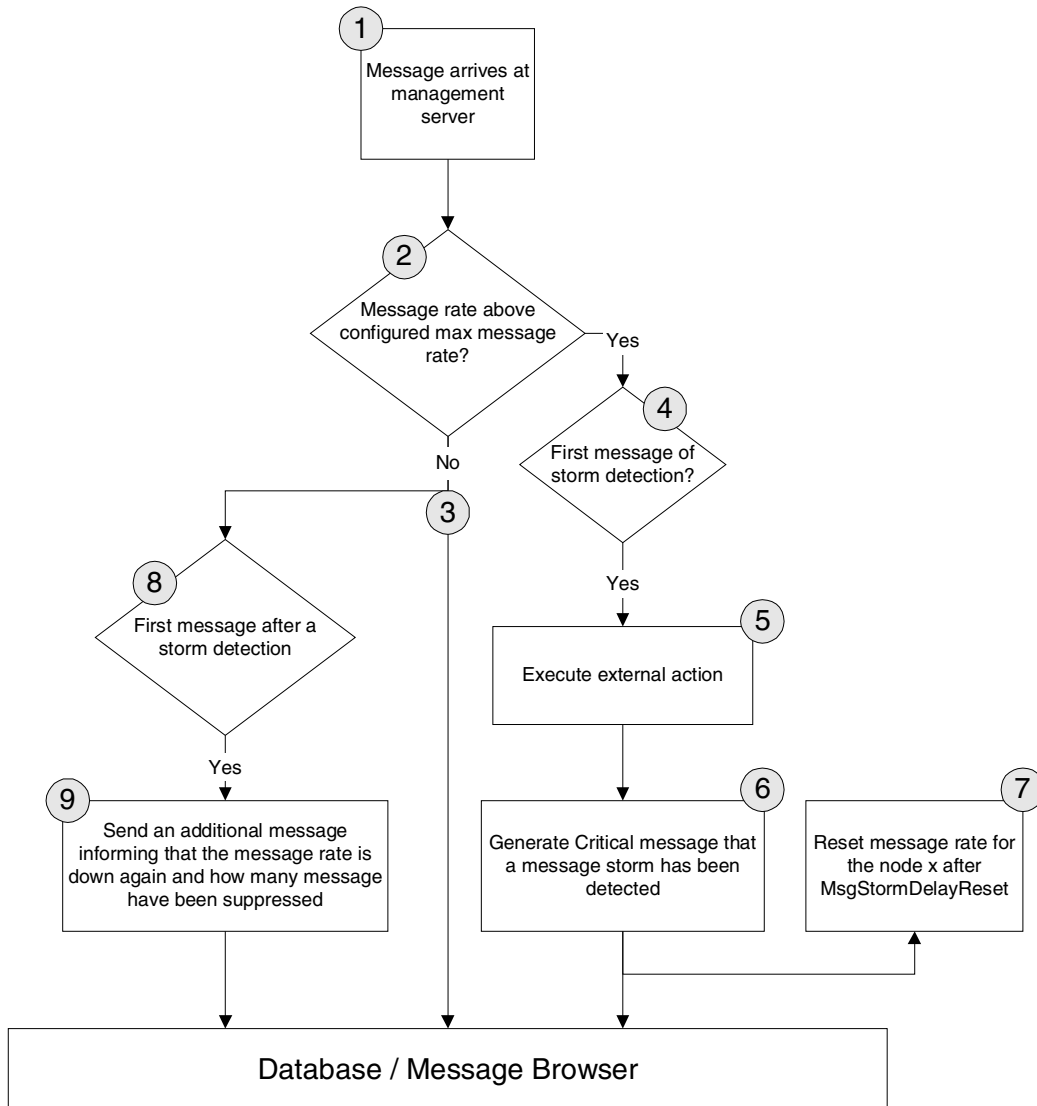 1
Message arrives at
management
server
2
Message rate above
configured max message
rate?
Yes
4
First message of
storm detection?
No
3
8
First message after a
storm detection
Yes
5
Execute external action
Yes
9
Send an additional message
informing that the message rate is
down again and how many message
have been suppressed
6
Generate Critical message that
a message storm has been
detected
7
Reset message rate for
the node x after
MsgStormDelayReset
Database / Message Browser